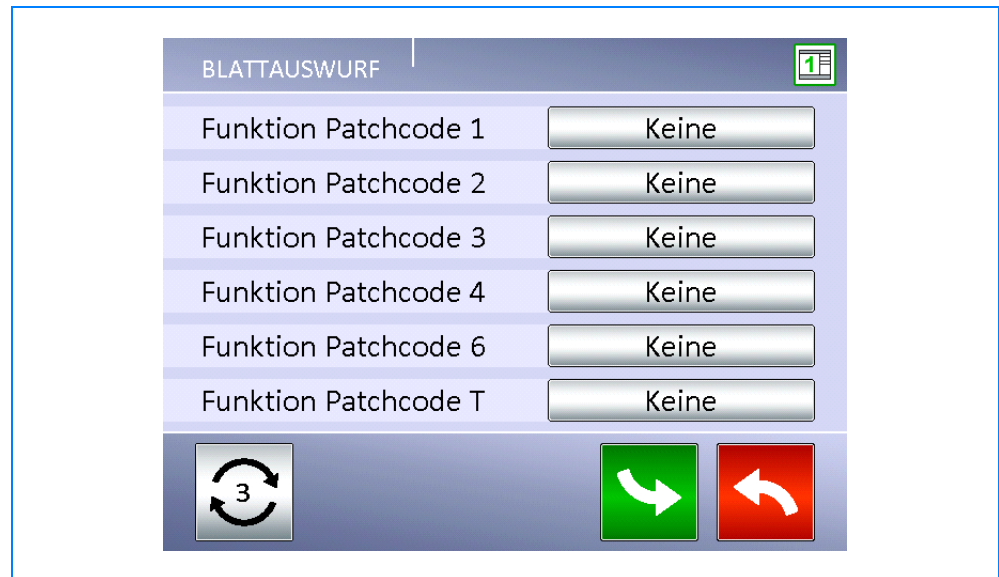 BLATTAUSWURF 1
Funktion Patchcode 1 Keine
Funktion Patchcode 2 Keine
Funktion Patchcode 3 Keine
Funktion Patchcode 4 Keine
Funktion Patchcode 6 Keine
Funktion Patchcode T Keine
3